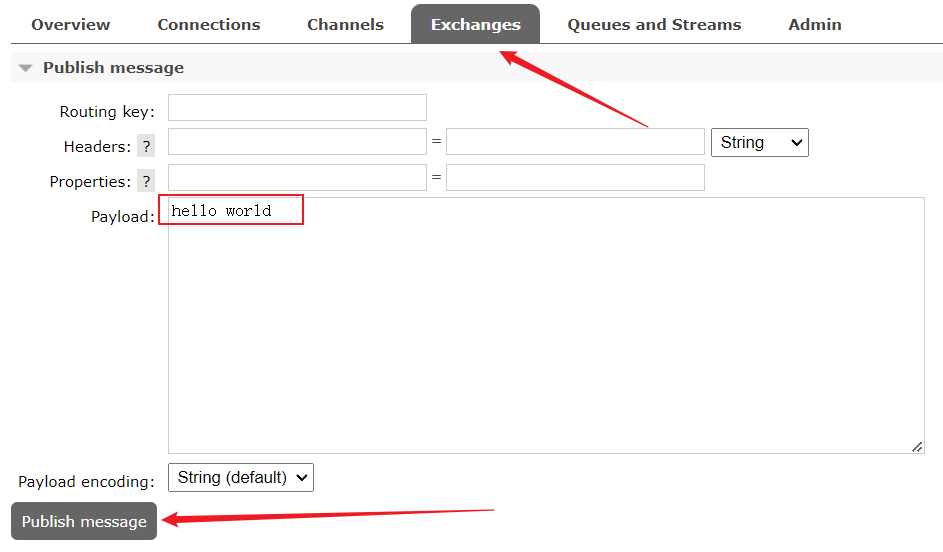 Overview Connections Channels Exchanges Queues and Streams Admin
Publish message
Routing key:
Headers: ? = String
Properties: ? =
Payload: hello world
Payload encoding: String (default)
Publish message